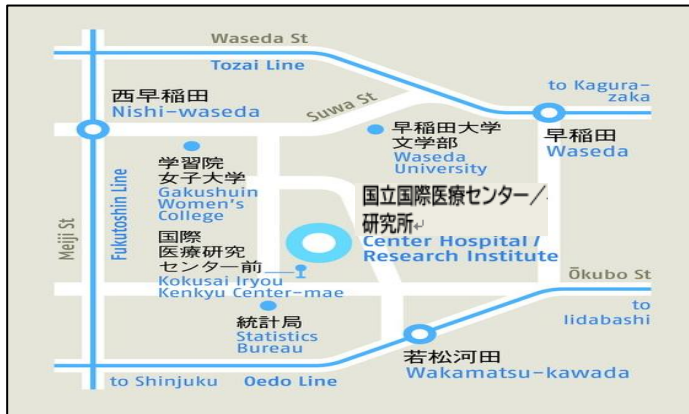 Waseda St
Tozai Line
to Kagura-
zaka
西早稲田
Nishi-waseda
Suwa St
早稲田大学
文学部
Waseda
University
早稲田
Waseda
学習院
女子大学
Gakushuin
Women's
College
Meiji St
Fukutoshin Line
国立国際医療センター/
研究所↵
Center Hospital /
Research Institute
国際
医療研究
センター前
Kokusai Iryou
Kenkyu Center-mae
Ōkubo St
to
Iidabashi
統計局
Statistics
Bureau
若松河田
Wakamatsu-kawada
to Shinjuku
Oedo Line